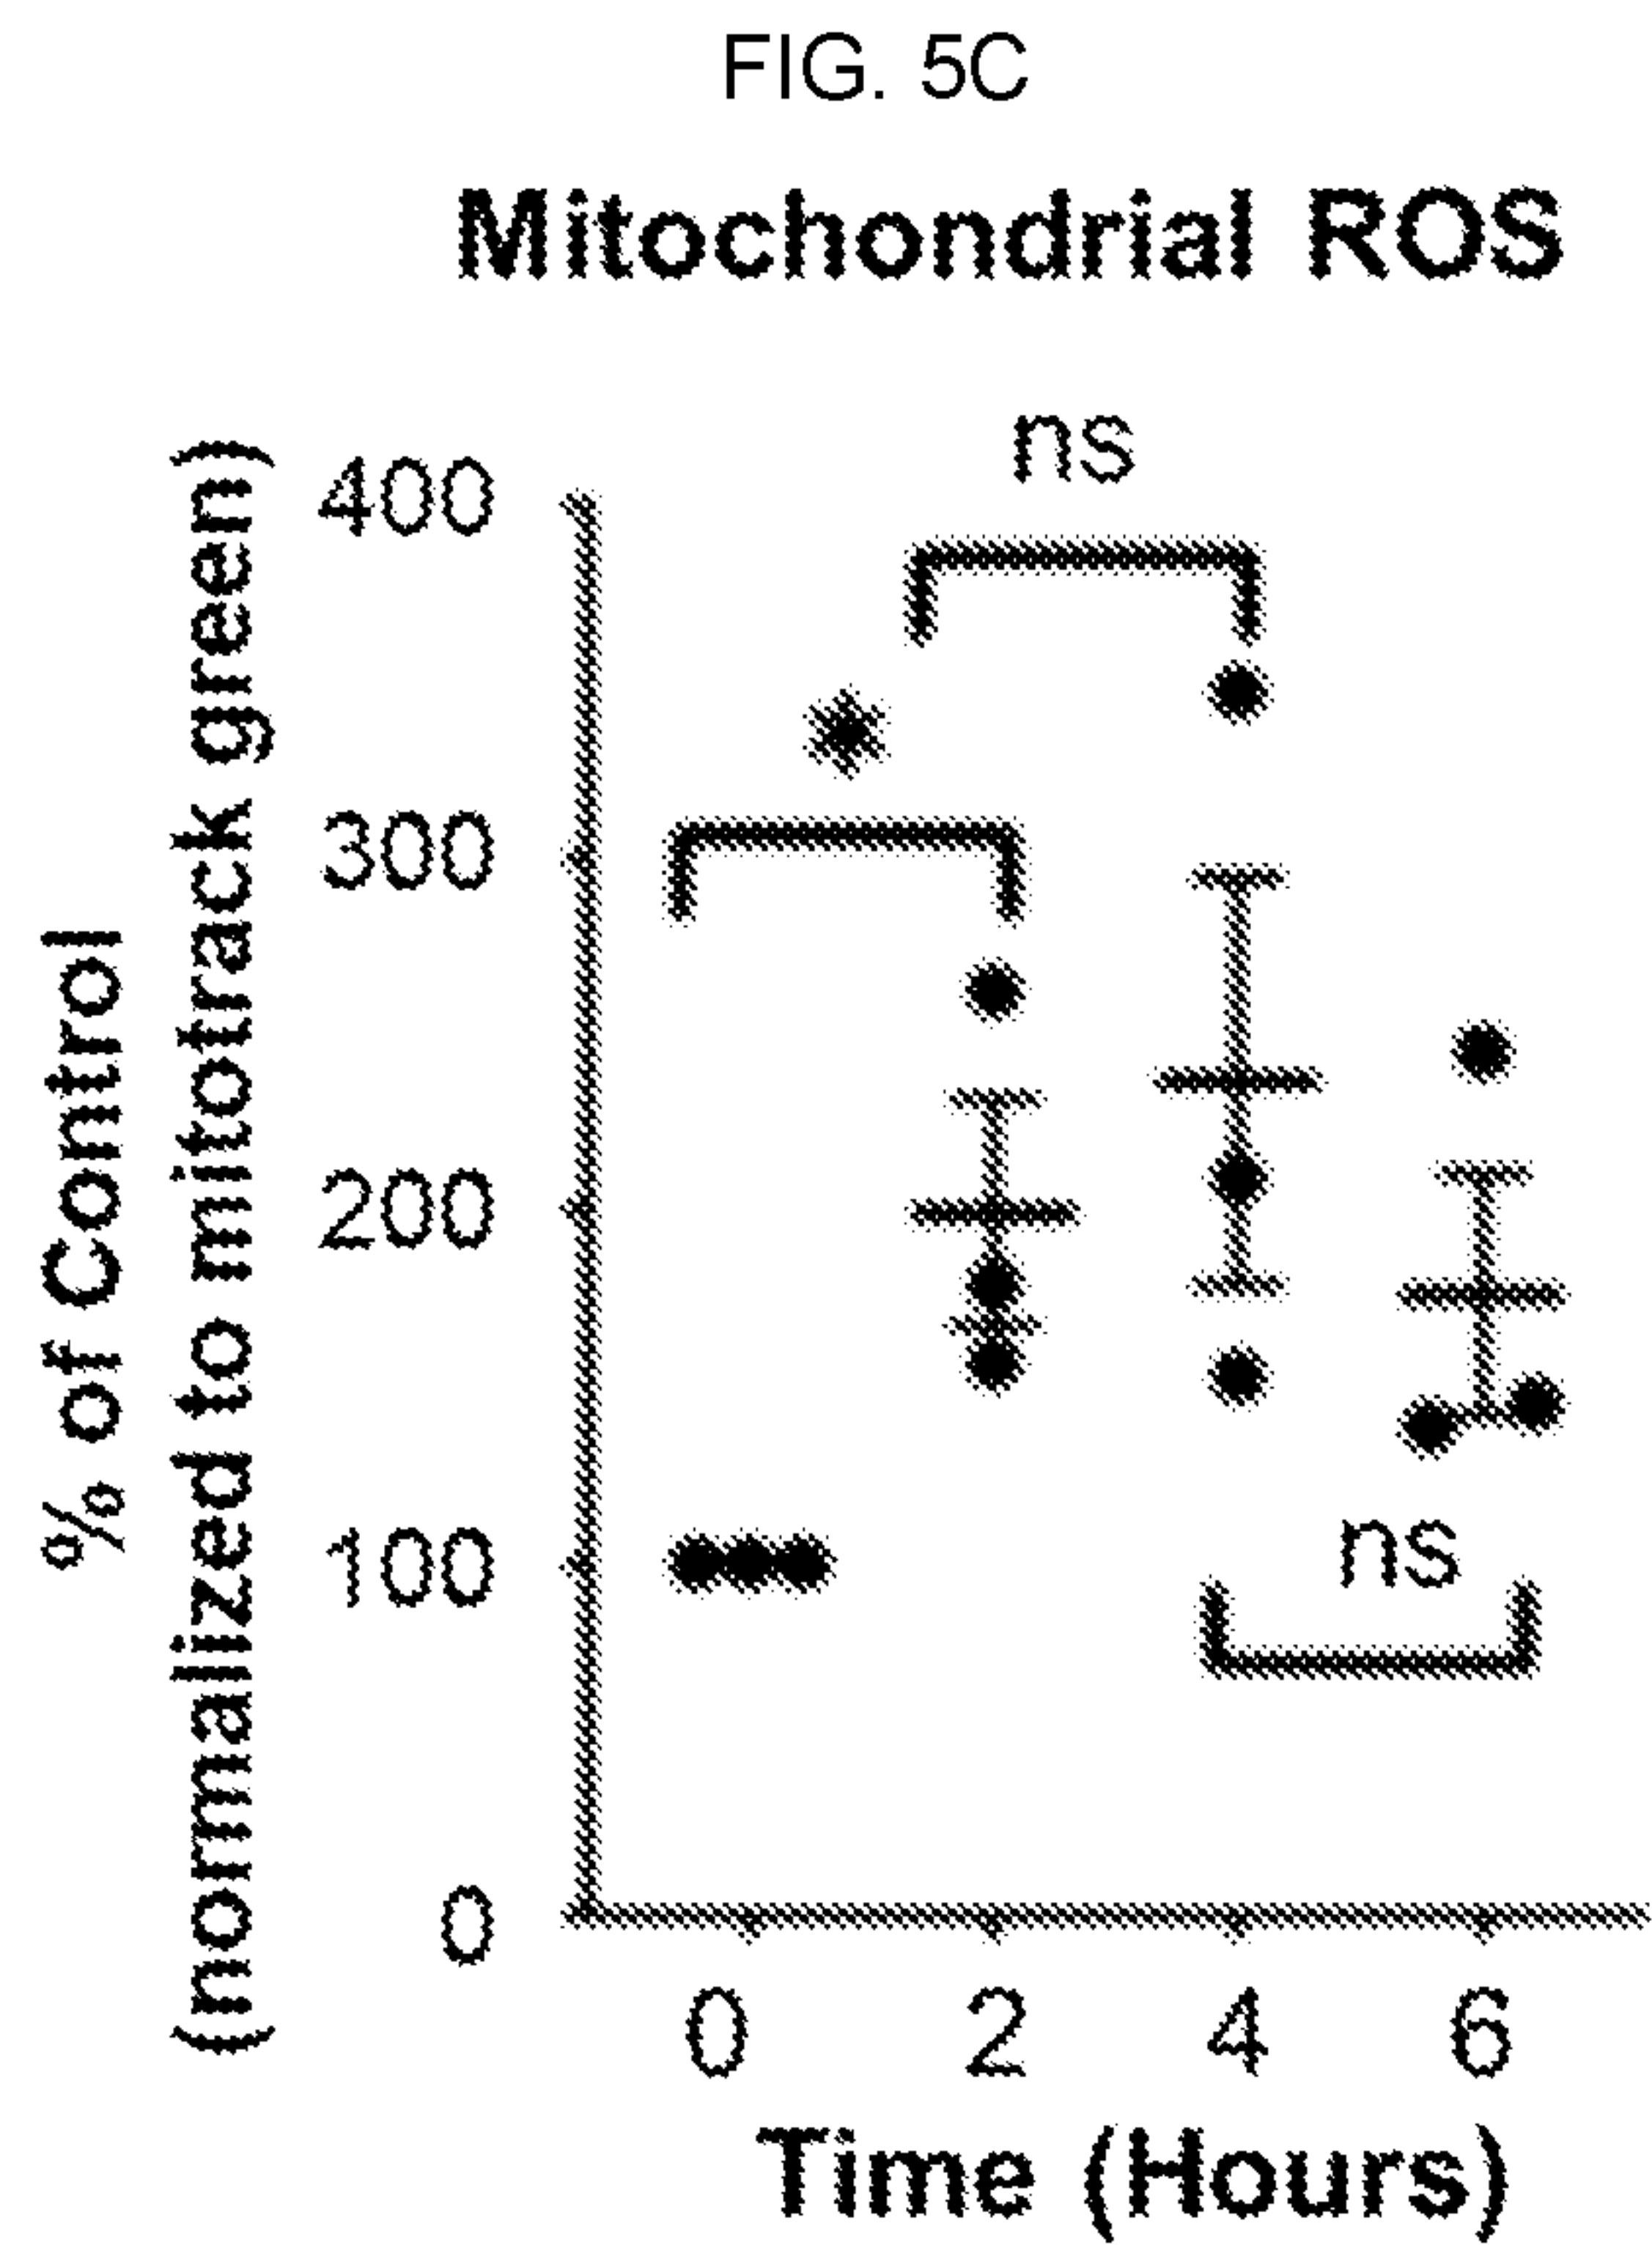 FIG. 5C
Mitochondrial ROS
% of Control
(normalized to mitotrack green)
400
300
200
100
0
ns
*
ns
0 2 4 6
Time (Hours)